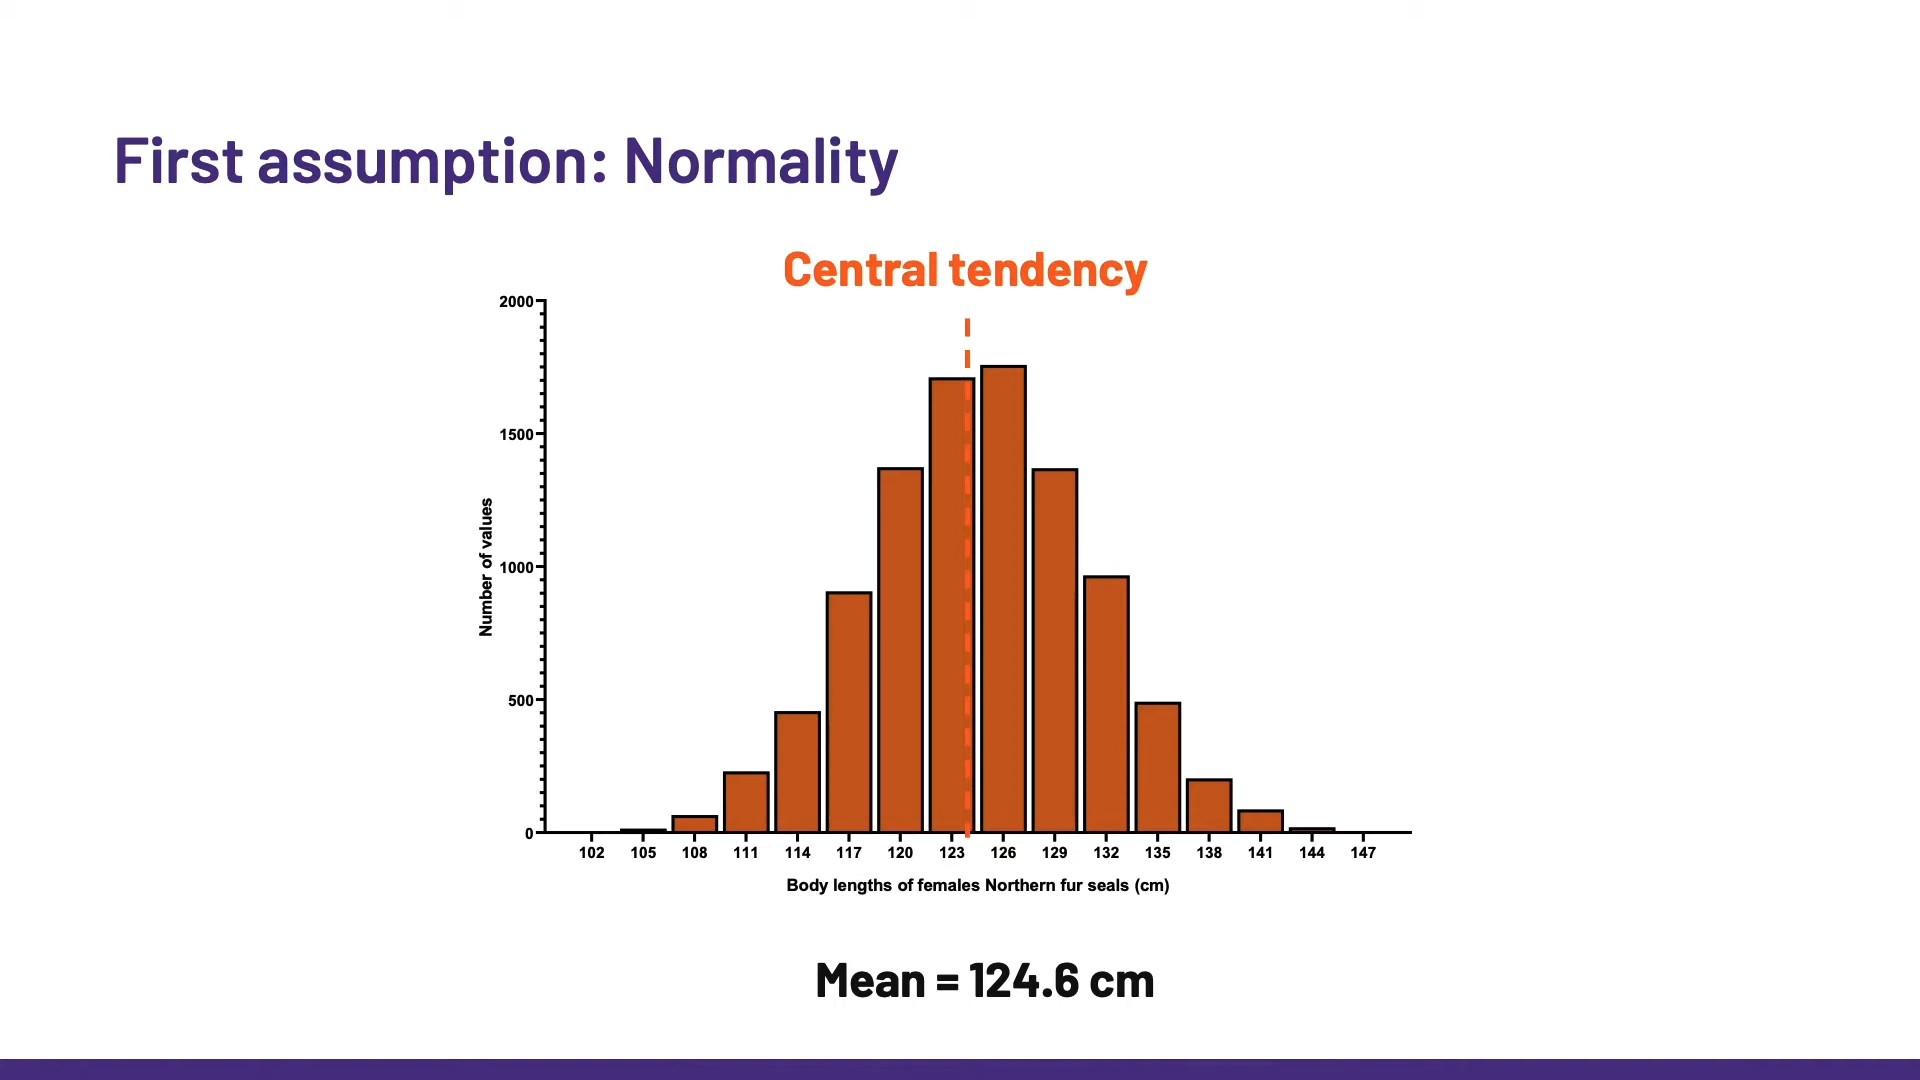 First assumption: Normality
Central tendency
2000
1500
1000
500
0
Number of values
102 105 108 111 114 117 120 123 126 129 132 135 138 141 144 147
Body lengths of females Northern fur seals (cm)
Mean = 124.6 cm